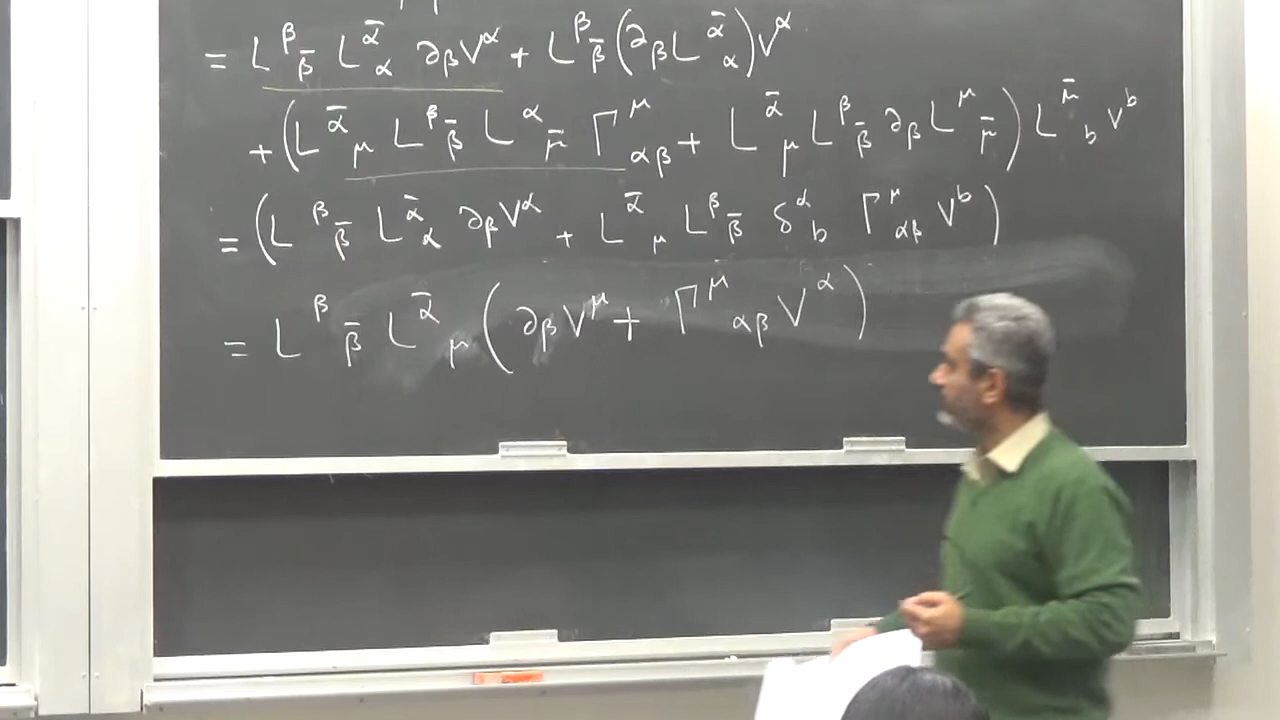 = L^β_β̄ L^ᾱ_α ∂_β V^α + L^β_β̄ (∂_β L^ᾱ_α) V^α
+ (L^ᾱ_μ L^β_β̄ L^α_μ̄ Γ^μ_αβ + L^ᾱ_μ L^β_β̄ ∂_β L^μ_μ̄) L^μ̄_b V^b
= (L^β_β̄ L^ᾱ_α ∂_β V^α + L^ᾱ_μ L^β_β̄ δ^α_b Γ^μ_αβ V^b)
= L^β_β̄ L^ᾱ_μ (∂_β V^μ + Γ^μ_αβ V^α)